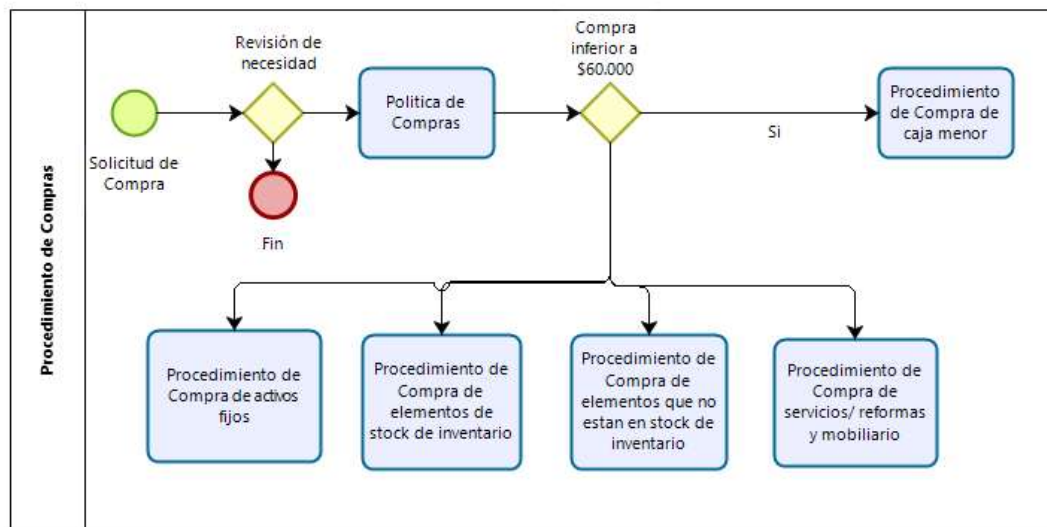 Procedimiento de Compras
Revisión de
necesidad
Compra
inferior a
$60.000
Politica de
Compras
Procedimiento
de Compra de
caja menor
Si
Solicitud de
Compra
Fin
Procedimiento de
Compra de activos
fijos
Procedimiento de
Compra de
elementos de
stock de inventario
Procedimiento de
Compra de
elementos que no
estan en stock de
inventario
Procedimiento de
Compra de
servicios/ reformas
y mobiliario